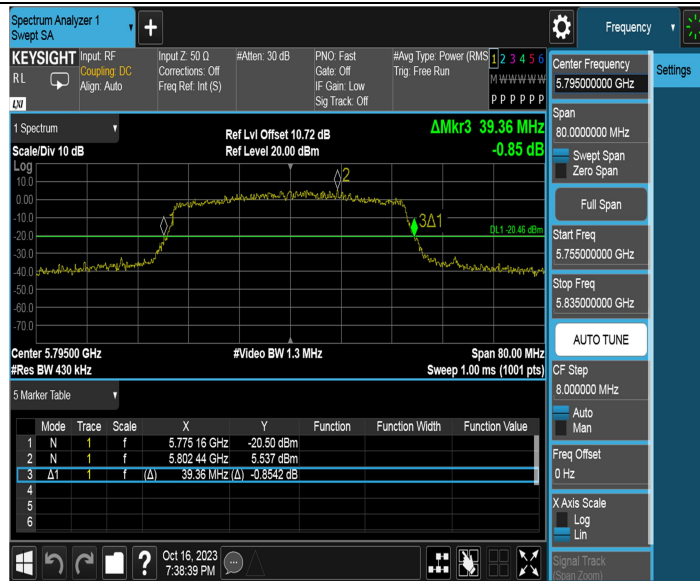 Spectrum Analyzer 1
Swept SA
Frequency
KEYSIGHT
RL
LXI
Input: RF
Coupling: DC
Align: Auto
Input Z: 50 Ω
Corrections: Off
Freq Ref: Int (S)
#Atten: 30 dB
PNO: Fast
Gate: Off
IF Gain: Low
Sig Track: Off
#Avg Type: Power (RMS
Trig: Free Run
1 2 3 4 5 6
M W W W W W
P P P P P P
Center Frequency
5.795000000 GHz
Settings
1 Spectrum
Scale/Div 10 dB
Ref Lvl Offset 10.72 dB
Ref Level 20.00 dBm
ΔMkr3 39.36 MHz
-0.85 dB
Log
10.0
0.00
-10.0
-20.0
-30.0
-40.0
-50.0
-60.0
-70.0
2
3Δ1
DL1 -20.46 dBm
Center 5.79500 GHz
#Res BW 430 kHz
#Video BW 1.3 MHz
Span 80.00 MHz
Sweep 1.00 ms (1001 pts)
Span
80.0000000 MHz
Swept Span
Zero Span
Full Span
Start Freq
5.755000000 GHz
Stop Freq
5.835000000 GHz
AUTO TUNE
CF Step
8.000000 MHz
Auto
Man
Freq Offset
0 Hz
X Axis Scale
Log
Lin
Signal Track
(Span Zoom)
5 Marker Table
Mode Trace Scale X Y Function Function Width Function Value
1 N 1 f 5.775 16 GHz -20.50 dBm
2 N 1 f 5.802 44 GHz 5.537 dBm
3 Δ1 1 f (Δ) 39.36 MHz (Δ) -0.8542 dB
4
5
6
?
Oct 16, 2023
7:38:39 PM